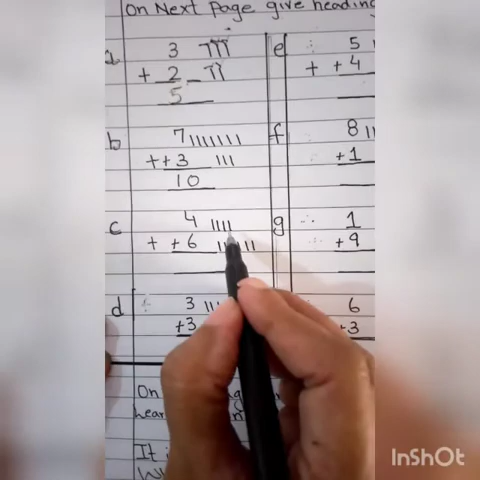 On Next Page give heading
a 3
+ 2
5
e 5
+ +4
b 7
+ +3
10
f 8
+1
c 4
+ +6
g 1
+9
d 3
+3
6
+3
On
It
InShOt